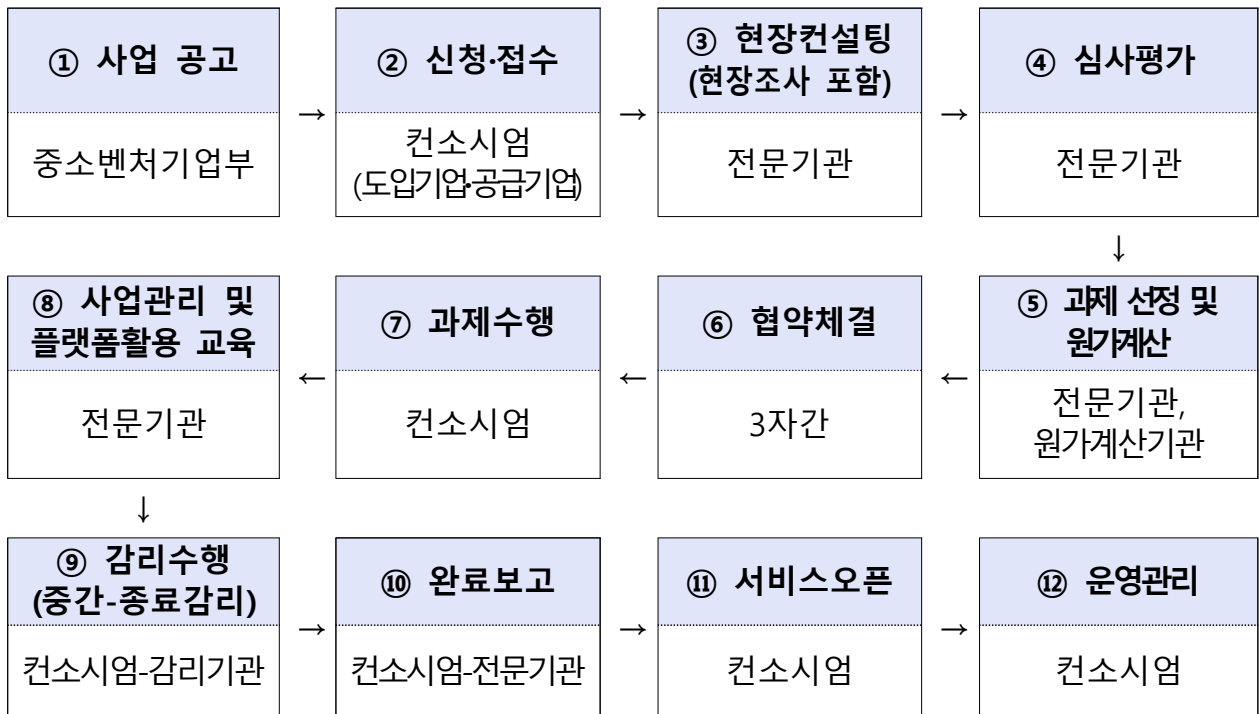 ① 사업 공고
중소벤처기업부
→
② 신청·접수
컨소시엄
(도입기업·공급기업)
→
③ 현장컨설팅
(현장조사 포함)
전문기관
→
④ 심사평가
전문기관
↓
⑤ 과제 선정 및
원가계산
전문기관,
원가계산기관
←
⑥ 협약체결
3자간
←
⑦ 과제수행
컨소시엄
←
⑧ 사업관리 및
플랫폼활용 교육
전문기관
↓
⑨ 감리수행
(중간-종료감리)
컨소시엄-감리기관
→
⑩ 완료보고
컨소시엄-전문기관
→
⑪ 서비스오픈
컨소시엄
→
⑫ 운영관리
컨소시엄